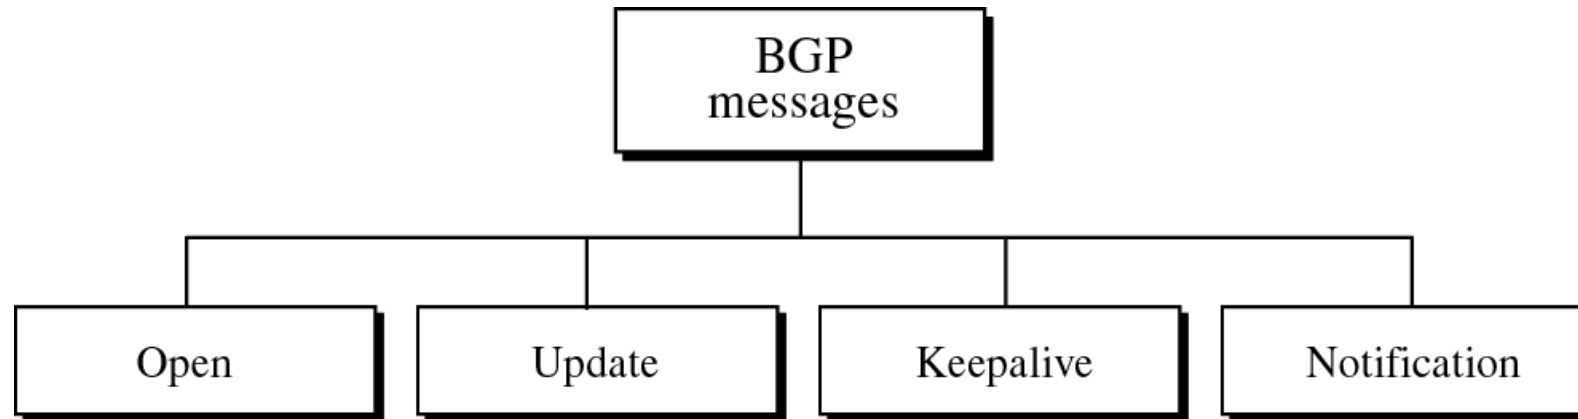 BGP
messages
Open
Update
Keepalive
Notification